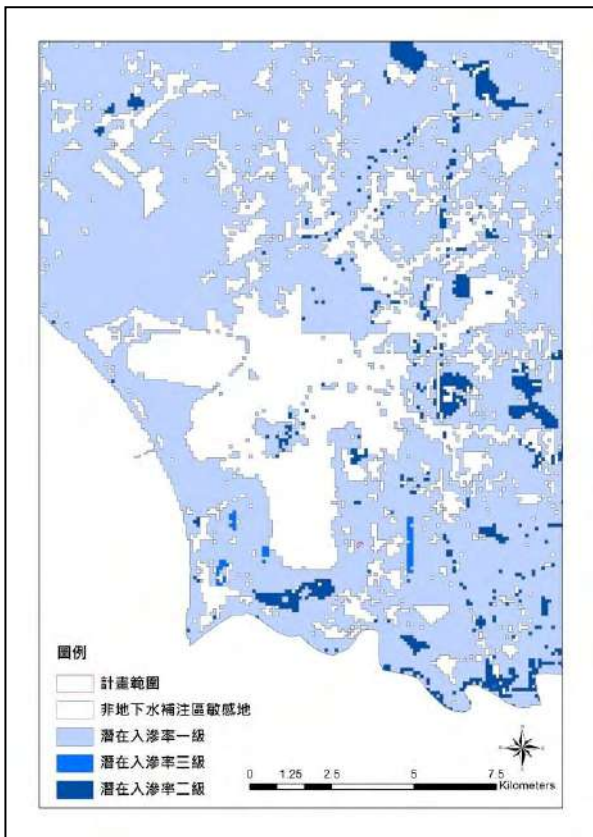 圖例
計畫範圍
非地下水補注區敏感地
潛在入滲率一級
潛在入滲率三級
潛在入滲率二級
0 1.25 2.5 5 7.5
Kilometers